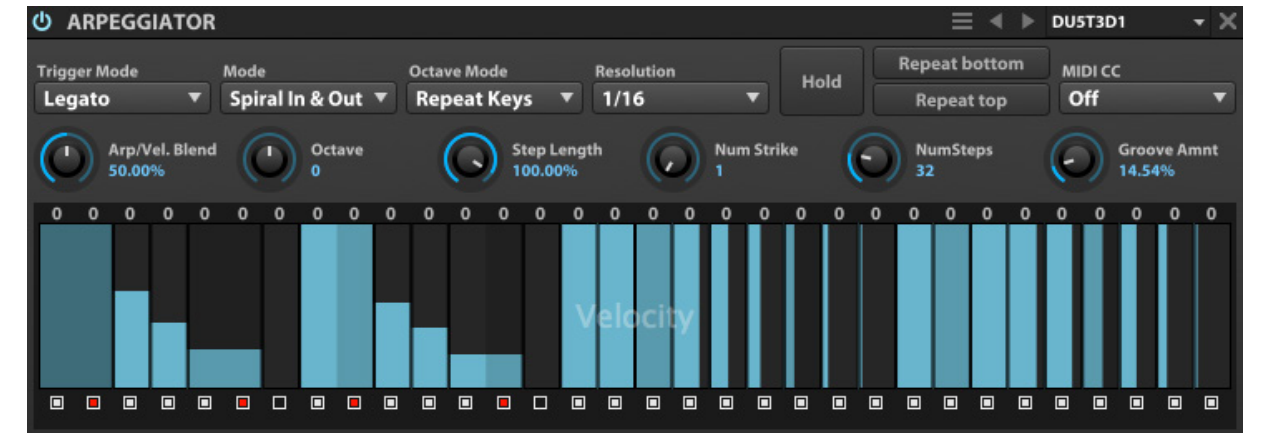 ARPEGGIATOR DU5T3D1
Trigger Mode Mode Octave Mode Resolution Hold Repeat bottom MIDI CC
Legato Spiral In & Out Repeat Keys 1/16 Repeat top Off
Arp/Vel. Blend Octave Step Length Num Strike NumSteps Groove Amnt
50.00% 0 100.00% 1 32 14.54%
0 0 0 0 0 0 0 0 0 0 0 0 0 0 0 0 0 0 0 0 0 0 0 0 0 0 0 0 0 0 0 0
Velocity